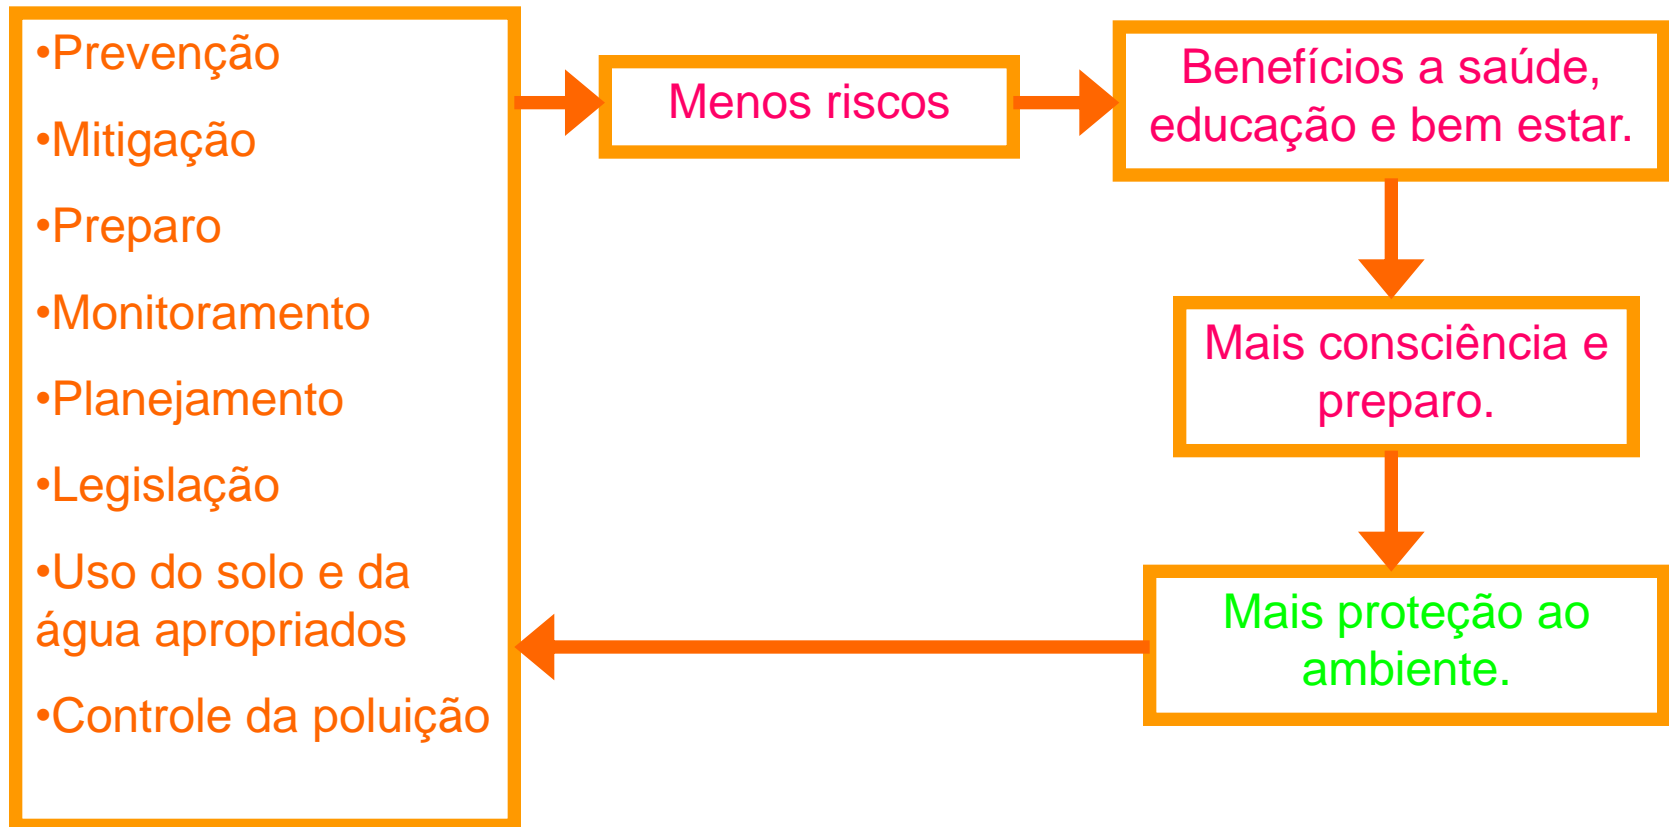 •Prevenção
•Mitigação
•Preparo
•Monitoramento
•Planejamento
•Legislação
•Uso do solo e da
água apropriados
•Controle da poluição
Menos riscos
Benefícios a saúde,
educação e bem estar.
Mais consciência e
preparo.
Mais proteção ao
ambiente.